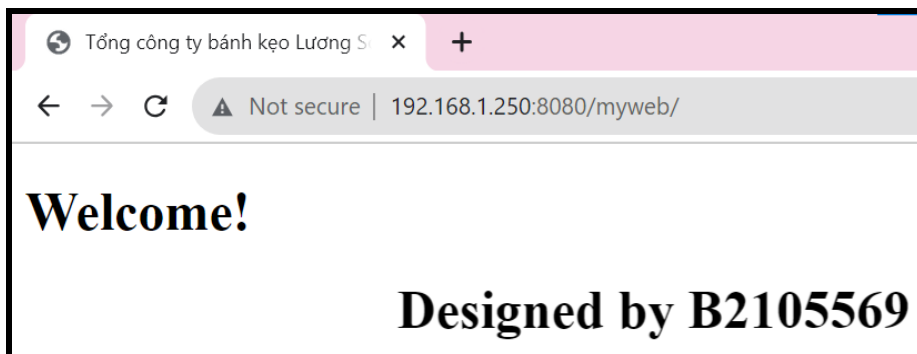 Tổng công ty bánh kẹo Lương
Not secure
192.168.1.250:8080/myweb/
Welcome!
Designed by B2105569